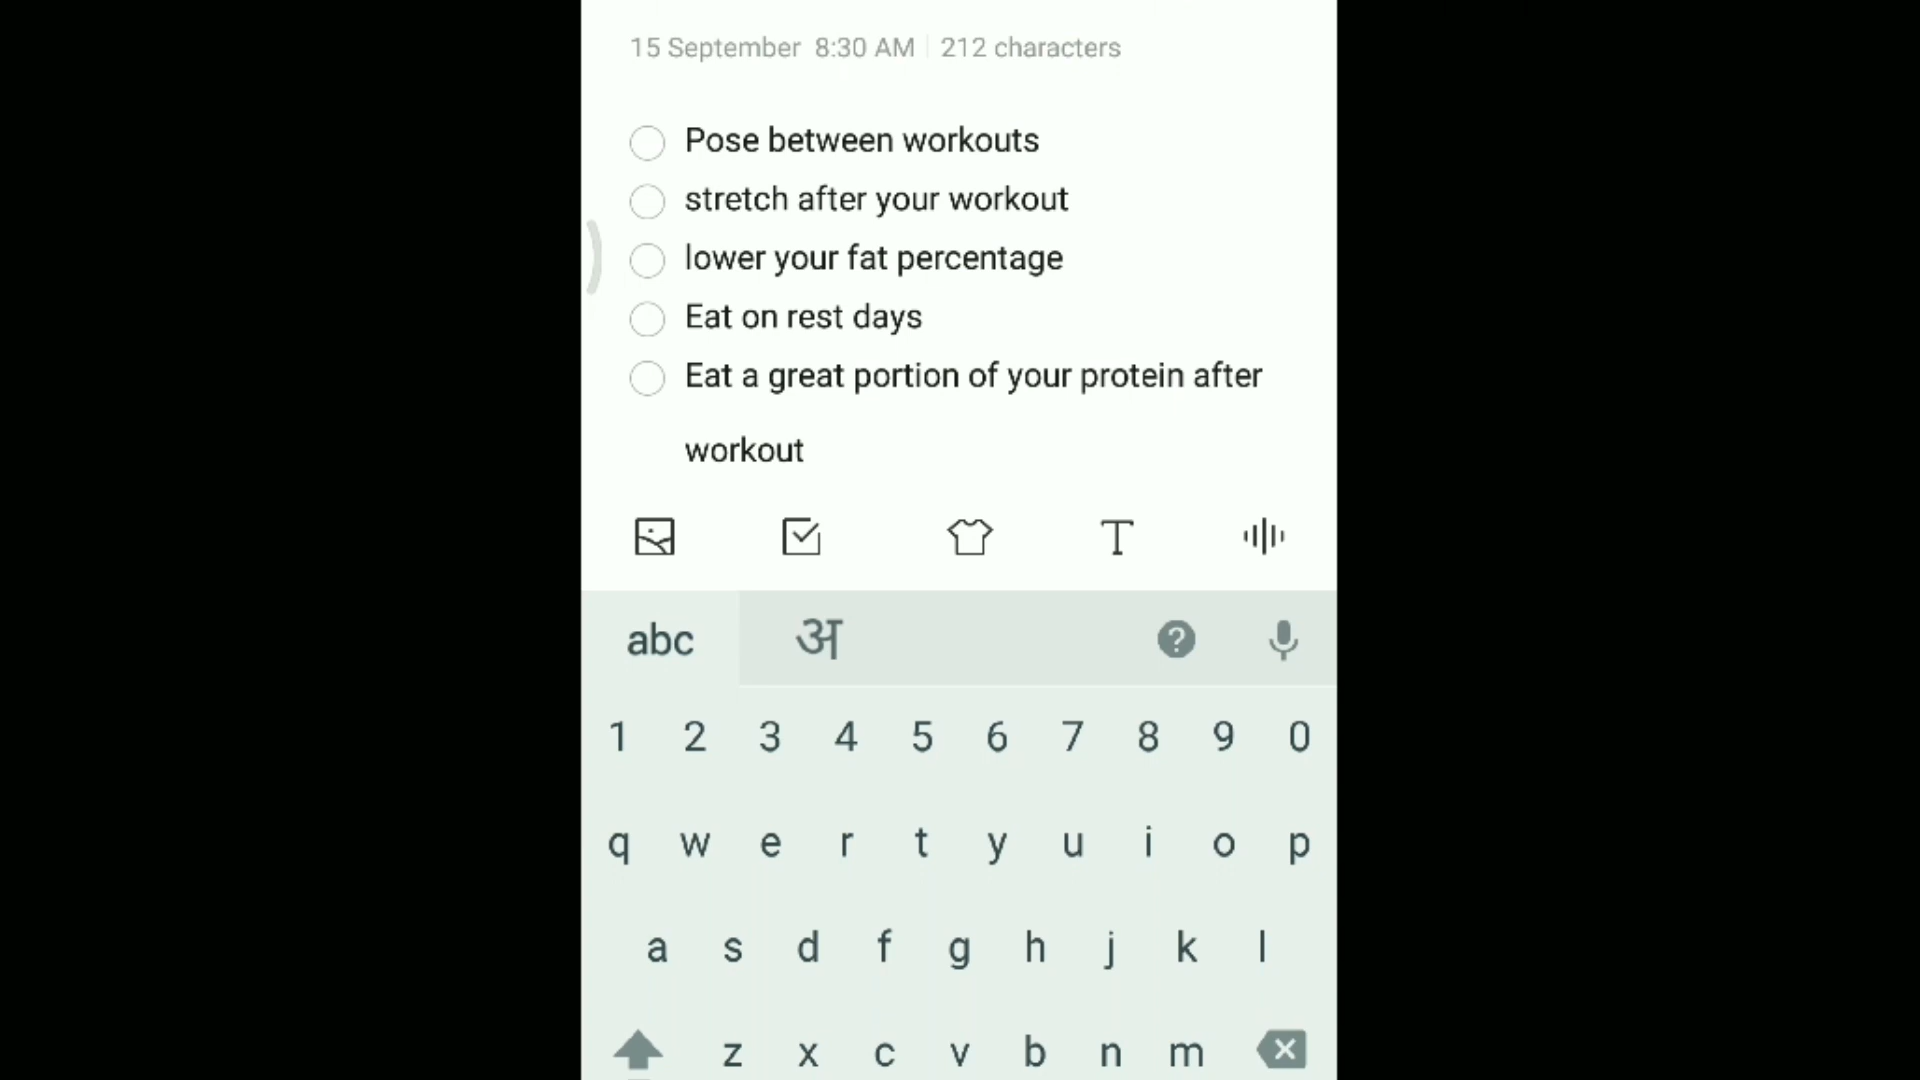 15 September 8:30 AM 212 characters
Pose between workouts
stretch after your workout
lower your fat percentage
Eat on rest days
Eat a great portion of your protein after
workout
T
abc अ ?
1 2 3 4 5 6 7 8 9 0
q w e r t y u i o p
a s d f g h j k l
z x c v b n m